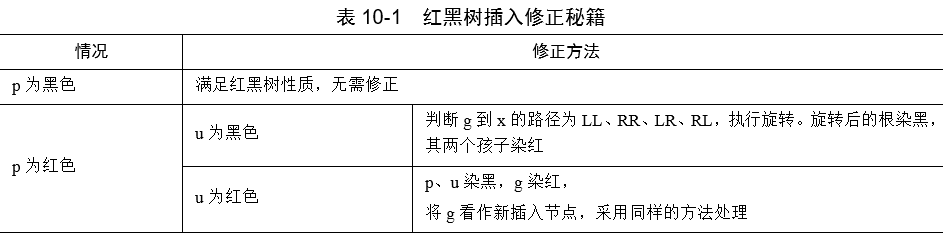 表 10-1 红黑树插入修正秘籍
情况 修正方法
p 为黑色 满足红黑树性质，无需修正
p 为红色
u 为黑色
判断 g 到 x 的路径为 LL、RR、LR、RL，执行旋转。旋转后的根染黑，
其两个孩子染红
u 为红色
p、u 染黑，g 染红，
将 g 看作新插入节点，采用同样的方法处理